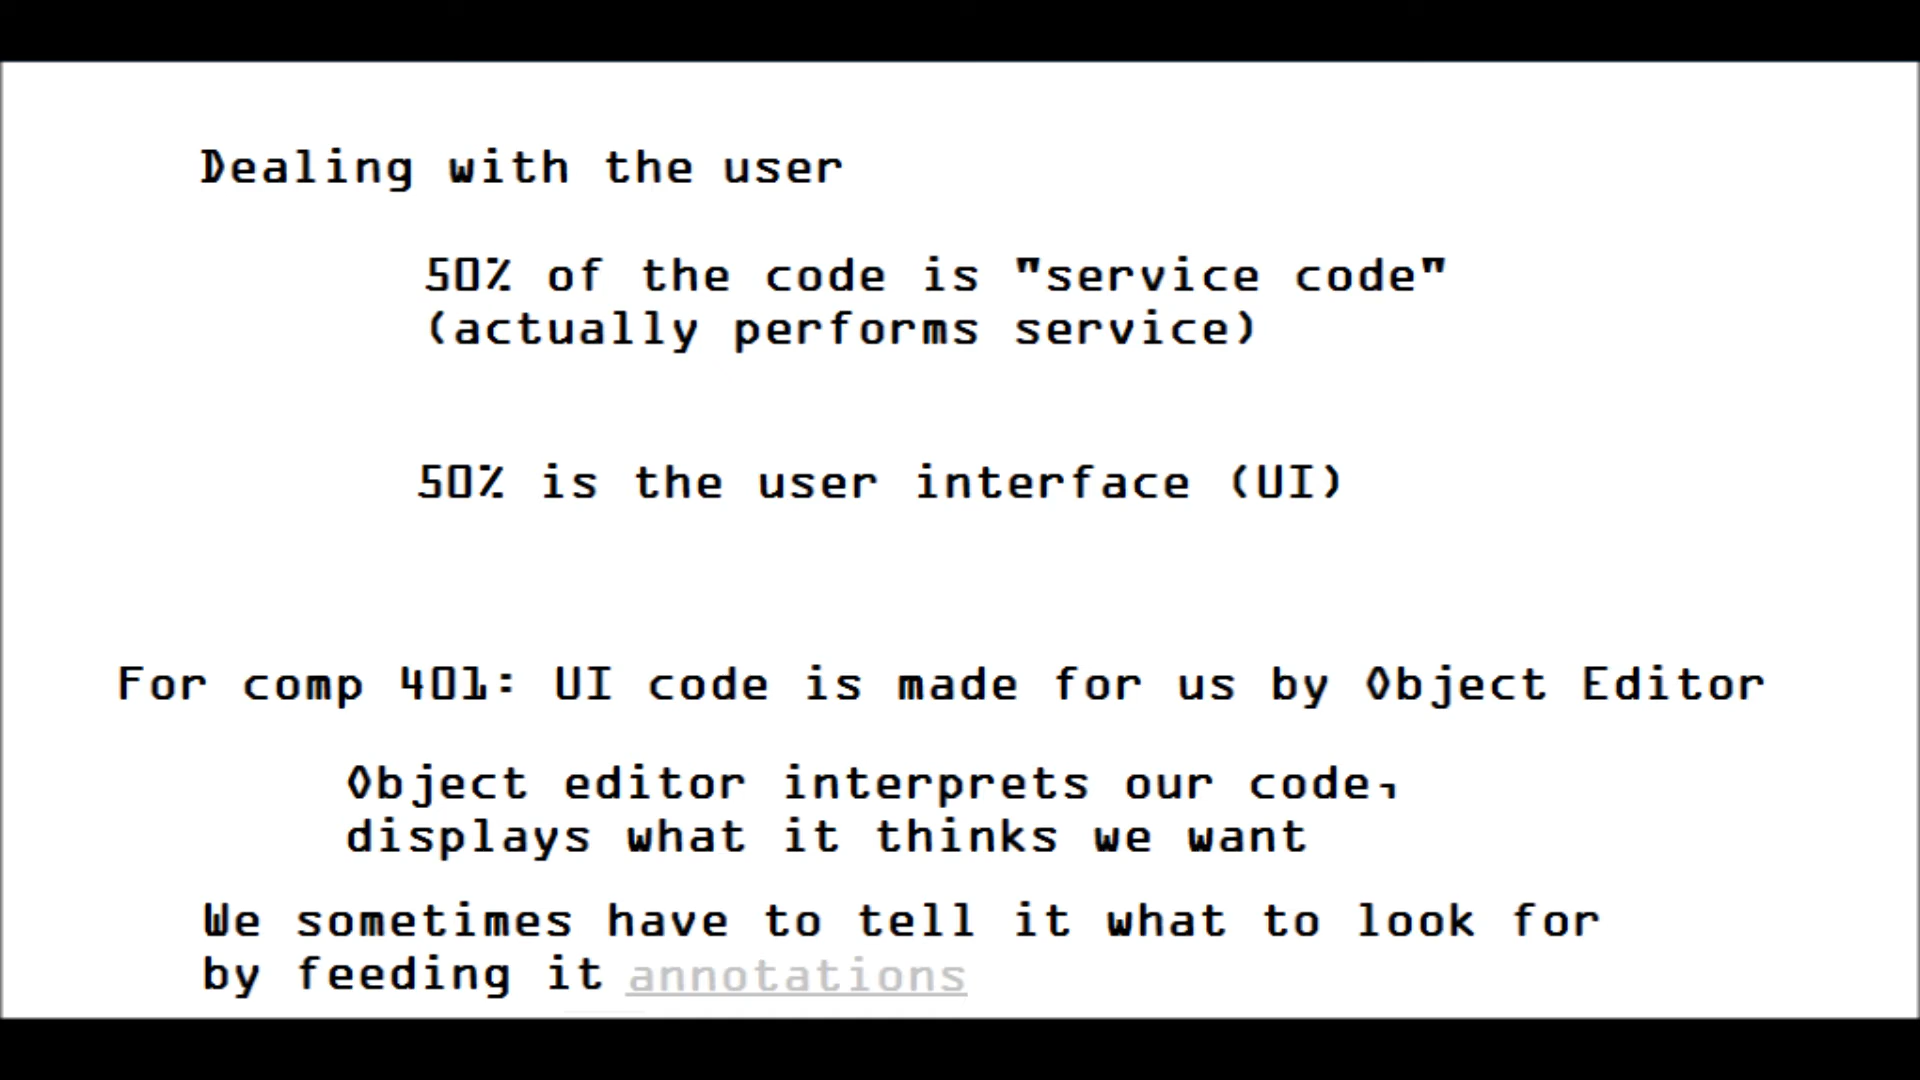 Dealing with the user
50% of the code is "service code"
(actually performs service)
50% is the user interface (UI)
For comp 401: UI code is made for us by Object Editor
Object editor interprets our code,
displays what it thinks we want
We sometimes have to tell it what to look for
by feeding it annotations